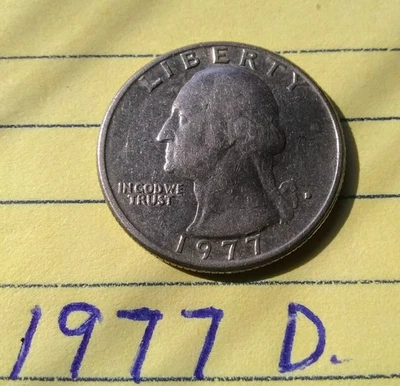 LIBERTY
IN GOD WE
TRUST
D
1977
1977 D.